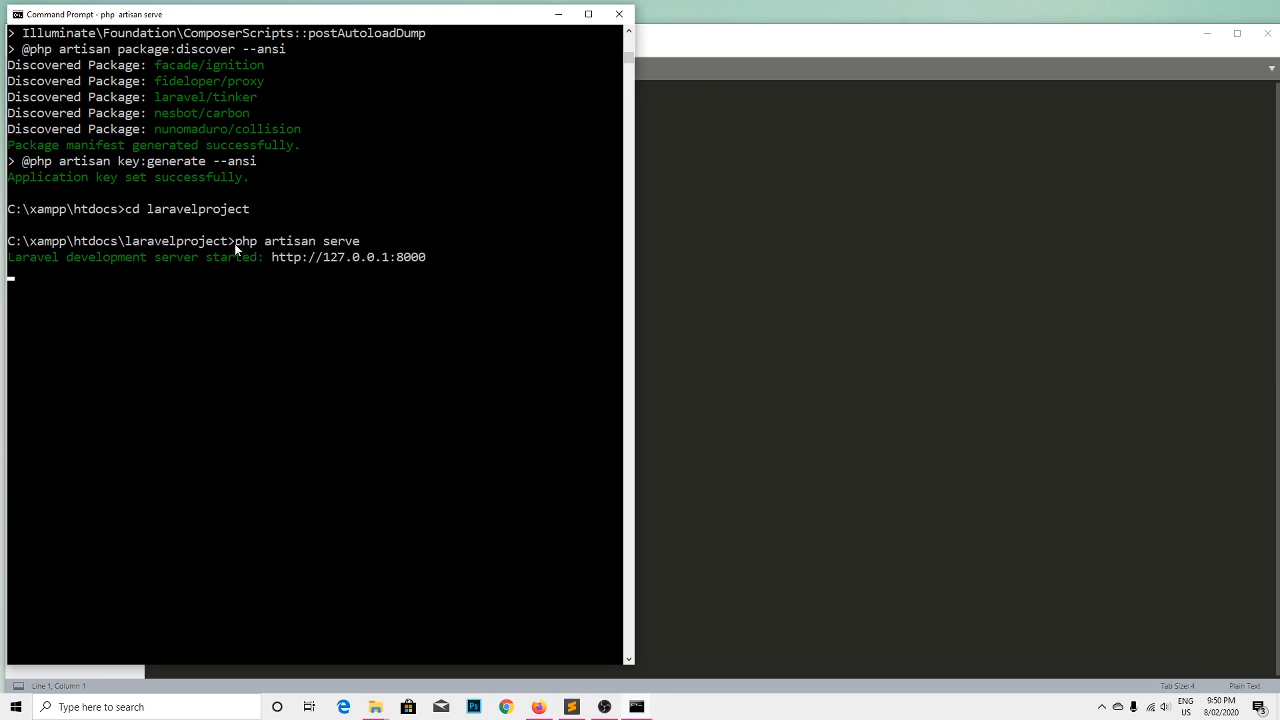 Command Prompt - php  artisan serve
> Illuminate\Foundation\ComposerScripts::postAutoloadDump
> @php artisan package:discover --ansi
Discovered Package: facade/ignition
Discovered Package: fideloper/proxy
Discovered Package: laravel/tinker
Discovered Package: nesbot/carbon
Discovered Package: nunomaduro/collision
Package manifest generated successfully.
> @php artisan key:generate --ansi
Application key set successfully.
C:\xampp\htdocs>cd laravelproject
C:\xampp\htdocs\laravelproject>php artisan serve
Laravel development server started: http://127.0.0.1:8000
Line 1, Column 1
Tab Size: 4
Plain Text
Type here to search
Ps
ENG
US
9:50 PM
8/02/2020